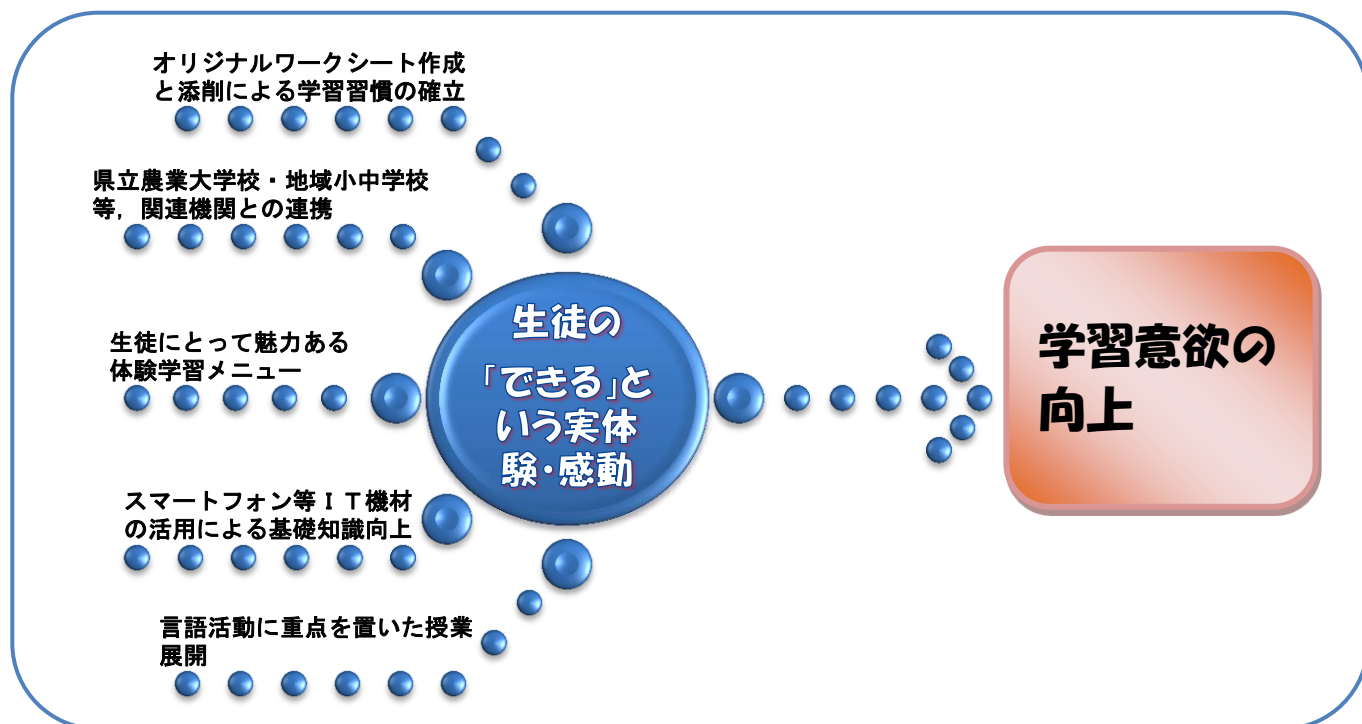 オリジナルワークシート作成
と添削による学習習慣の確立
県立農業大学校・地域小中学校
等，関連機関との連携
生徒にとって魅力ある
体験学習メニュー
スマートフォン等ＩＴ機材
の活用による基礎知識向上
言語活動に重点を置いた授業
展開
生徒の
「できる」と
いう実体
験・感動
学習意欲の
向上